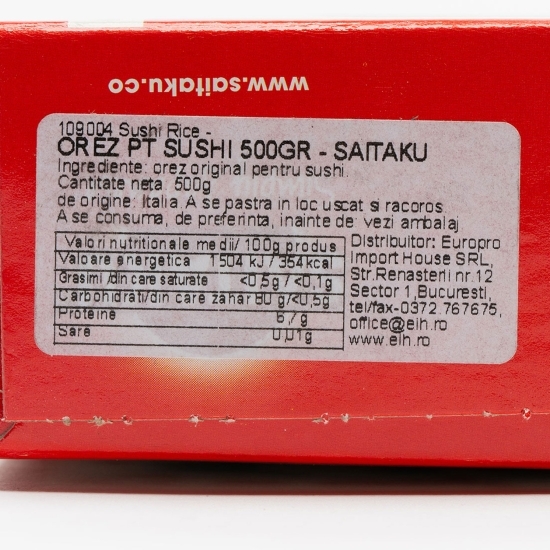 www.saitaku.co
109004 Sushi Rice -
OREZ PT SUSHI 500GR - SAITAKU
Ingrediente: orez original pentru sushi.
Cantitate neta: 500g
de origine: Italia. A se pastra in loc uscat si racoros.
A se consuma, de preferinta, inainte de: vezi ambalaj
Valori nutritionale medii/ 100g produs
Valoare energetica 1504 kJ / 354kcal
Grasimi /din care saturate <0,5g / <0,1g
Carbohidrati/din care zahar 80 g/<0,5g
Proteine 6,7g
Sare 0,01g
Distribuitor: Europro
Import House SRL,
Str.Renasterii nr.12
Sector 1,Bucuresti,
tel/fax-0372.767675,
office@eih.ro
www.eih.ro